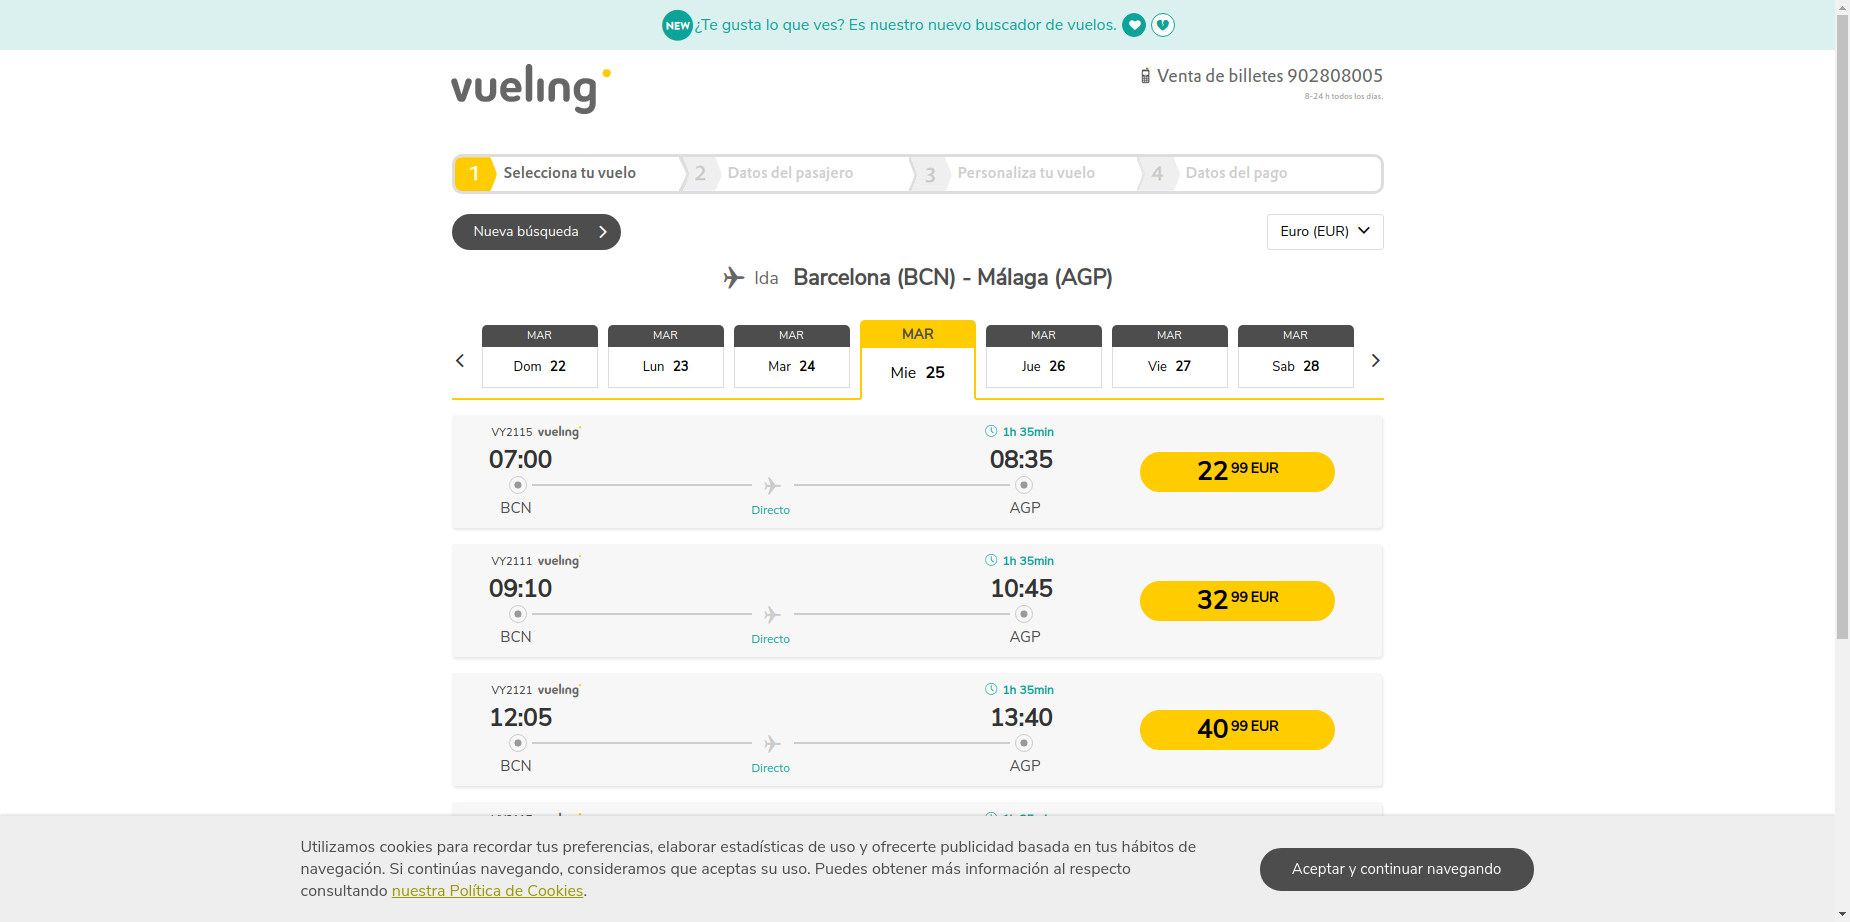 NEW ¿Te gusta lo que ves? Es nuestro nuevo buscador de vuelos.
vueling
Venta de billetes 902808005
8-24 h todos los días.
1 Selecciona tu vuelo 2 Datos del pasajero 3 Personaliza tu vuelo 4 Datos del pago
Nueva búsqueda
Euro (EUR)
Ida Barcelona (BCN) - Málaga (AGP)
MAR MAR MAR MAR MAR MAR MAR
Dom 22 Lun 23 Mar 24 Mie 25 Jue 26 Vie 27 Sab 28
VY2115 vueling 1h 35min
07:00 08:35
22 99 EUR
BCN Directo AGP
VY2111 vueling 1h 35min
09:10 10:45
32 99 EUR
BCN Directo AGP
VY2121 vueling 1h 35min
12:05 13:40
40 99 EUR
BCN Directo AGP
Utilizamos cookies para recordar tus preferencias, elaborar estadísticas de uso y ofrecerte publicidad basada en tus hábitos de
navegación. Si continúas navegando, consideramos que aceptas su uso. Puedes obtener más información al respecto
consultando nuestra Política de Cookies.
Aceptar y continuar navegando